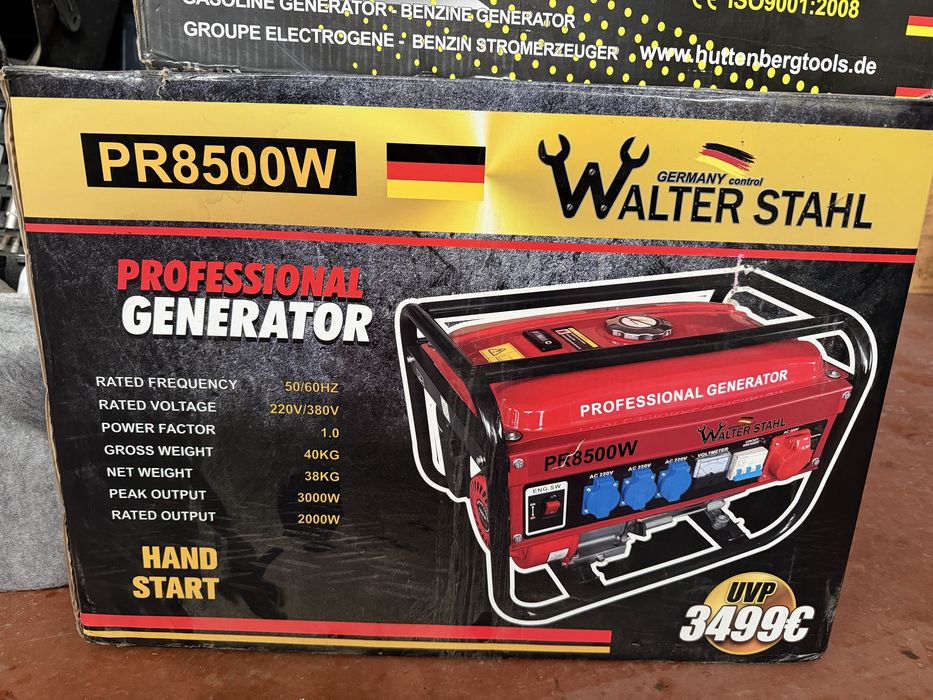 GASOLINE GENERATOR - BENZINE GENERATOR
CE ISO9001:2008
GROUPE ELECTROGENE - BENZIN STROMERZEUGER
www.huttenbergtools.de
PR8500W
GERMANY control
WALTER STAHL
PROFESSIONAL
GENERATOR
RATED FREQUENCY 50/60HZ
RATED VOLTAGE 220V/380V
POWER FACTOR 1.0
GROSS WEIGHT 40KG
NET WEIGHT 38KG
PEAK OUTPUT 3000W
RATED OUTPUT 2000W
HAND
START
PROFESSIONAL GENERATOR
WALTER STAHL
PR8500W
AC 220V
AC 220V
AC 220V
VOLTMETER
ENG.SW
UVP
3499€